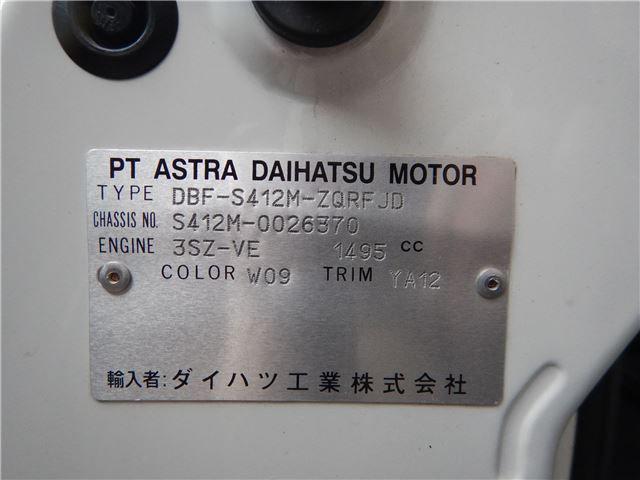 PT ASTRA DAIHATSU MOTOR
TYPE DBF-S412M-ZQRFJD
CHASSIS NO. S412M-0026370
ENGINE 3SZ-VE 1495 CC
COLOR W09 TRIM YA12
輸入者:ダイハツ工業株式会社